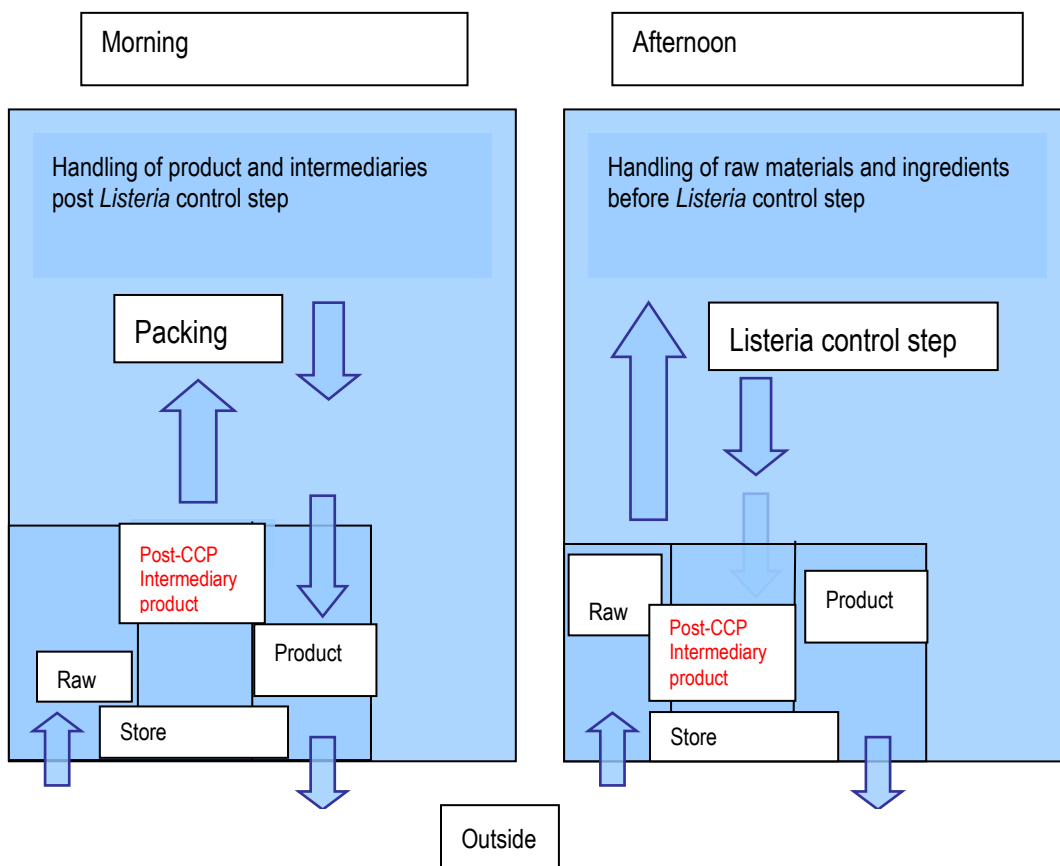 Morning
Handling of product and intermediaries
post Listeria control step
Packing
Post-CCP
Intermediary
product
Product
Raw
Store
Afternoon
Handling of raw materials and ingredients
before Listeria control step
Listeria control step
Raw
Product
Post-CCP
Intermediary
product
Store
Outside